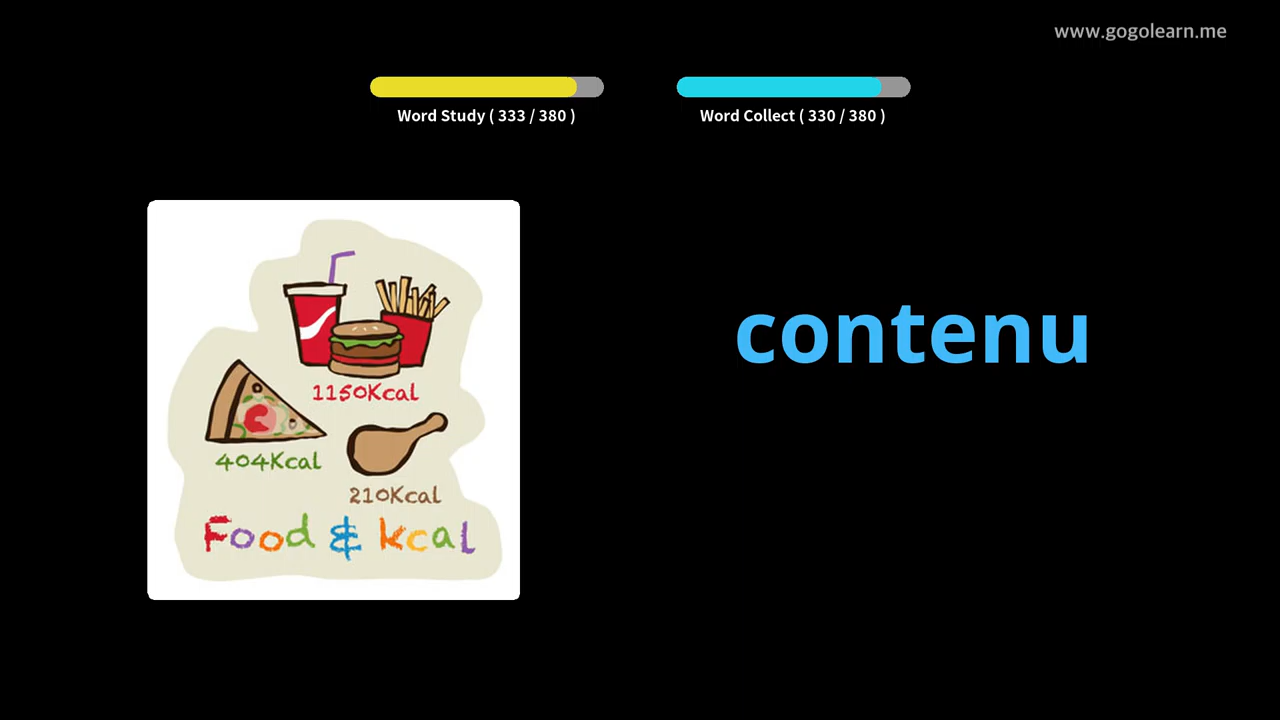 www.gogolearn.me
Word Study ( 333 / 380 )
Word Collect ( 330 / 380 )
contenu
1150Kcal
404Kcal
210Kcal
Food & kcal